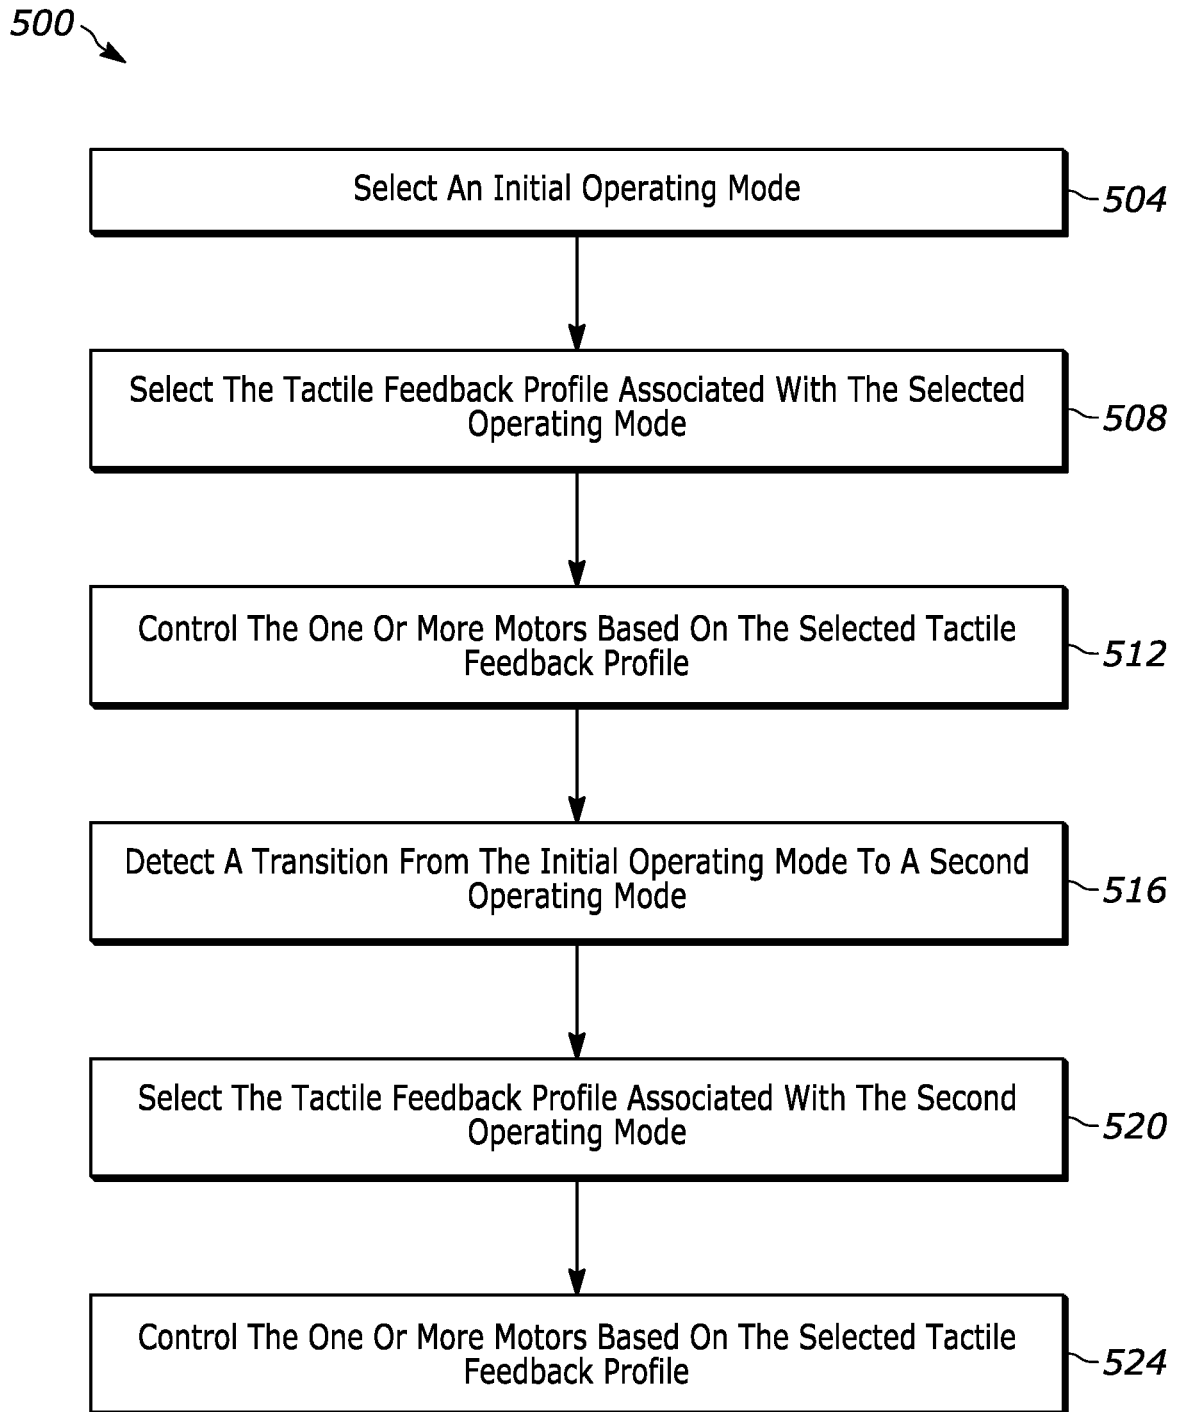 500
Select An Initial Operating Mode
504
Select The Tactile Feedback Profile Associated With The Selected
Operating Mode
508
Control The One Or More Motors Based On The Selected Tactile
Feedback Profile
512
Detect A Transition From The Initial Operating Mode To A Second
Operating Mode
516
Select The Tactile Feedback Profile Associated With The Second
Operating Mode
520
Control The One Or More Motors Based On The Selected Tactile
Feedback Profile
524